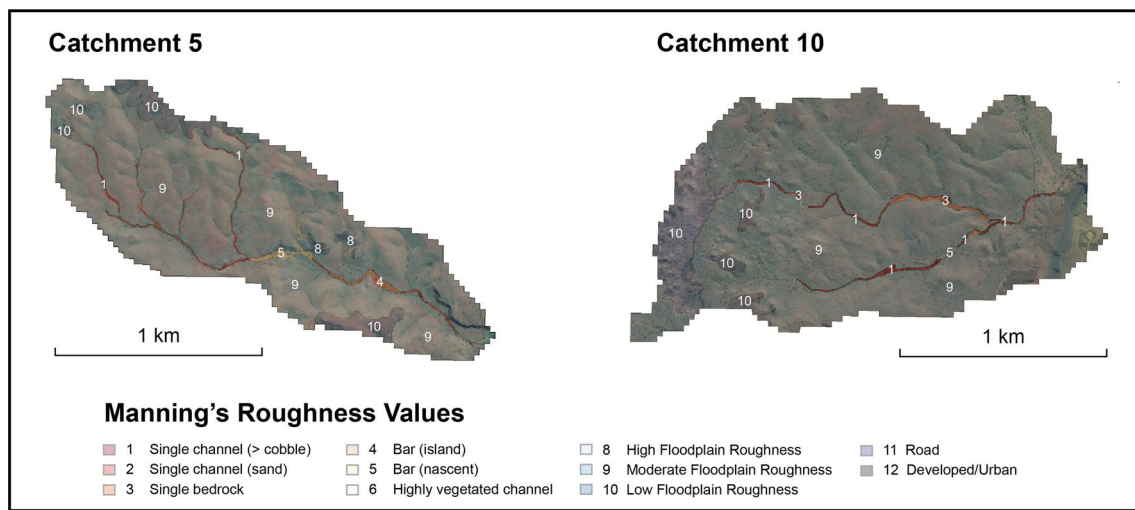 Catchment 5
Catchment 10
10
10
10
1
1
9
9
8
8
5
9
4
10
9
1 km
9
1
3
3
10
1
1
1
10
9
5
10
1
9
10
1 km
Manning's Roughness Values
1 Single channel (> cobble)
2 Single channel (sand)
3 Single bedrock
4 Bar (island)
5 Bar (nascent)
6 Highly vegetated channel
8 High Floodplain Roughness
9 Moderate Floodplain Roughness
10 Low Floodplain Roughness
11 Road
12 Developed/Urban